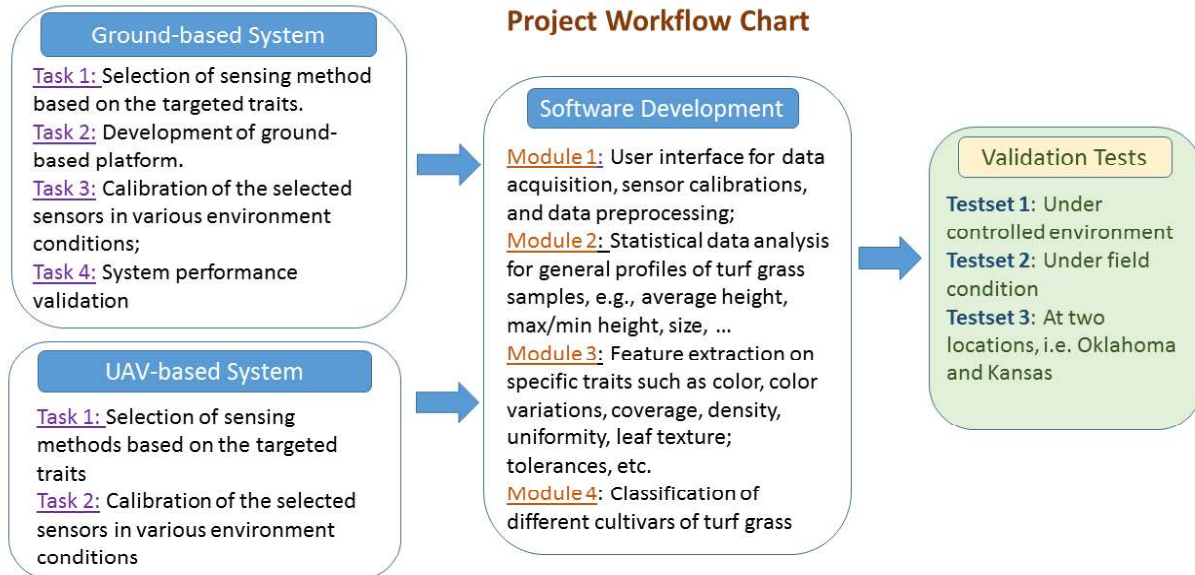 Project Workflow Chart
Ground-based System
Task 1: Selection of sensing method
based on the targeted traits.
Task 2: Development of ground-
based platform.
Task 3: Calibration of the selected
sensors in various environment
conditions;
Task 4: System performance
validation
UAV-based System
Task 1: Selection of sensing
methods based on the targeted
traits
Task 2: Calibration of the selected
sensors in various environment
conditions
Software Development
Module 1: User interface for data
acquisition, sensor calibrations,
and data preprocessing;
Module 2: Statistical data analysis
for general profiles of turf grass
samples, e.g., average height,
max/min height, size, ...
Module 3: Feature extraction on
specific traits such as color, color
variations, coverage, density,
uniformity, leaf texture;
tolerances, etc.
Module 4: Classification of
different cultivars of turf grass
Validation Tests
Testset 1: Under
controlled environment
Testset 2: Under field
condition
Testset 3: At two
locations, i.e. Oklahoma
and Kansas